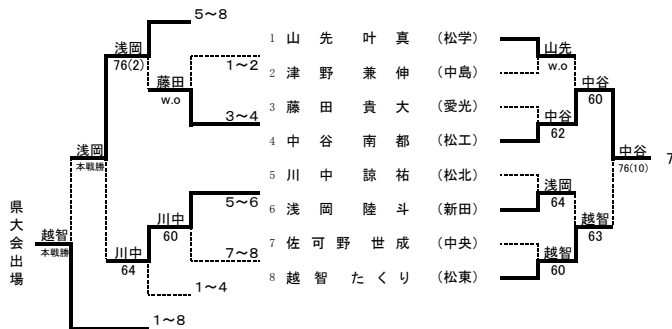 5～8
浅岡
76(2)
1～2
藤田
w.o
3～4
浅岡
本戦勝
5～6
川中
60
7～8
川中
64
1～4
越智
本戦勝
1～8
県大会出場
1 山先 叶真 (松学)
2 津野 兼伸 (中島)
3 藤田 貴大 (愛光)
4 中谷 南都 (松工)
5 川中 諒祐 (松北)
6 浅岡 陸斗 (新田)
7 佐可野 世成 (中央)
8 越智 たくり (松東)
山先
w.o
中谷
60
中谷
62
中谷
76(10)
浅岡
64
越智
63
越智
60